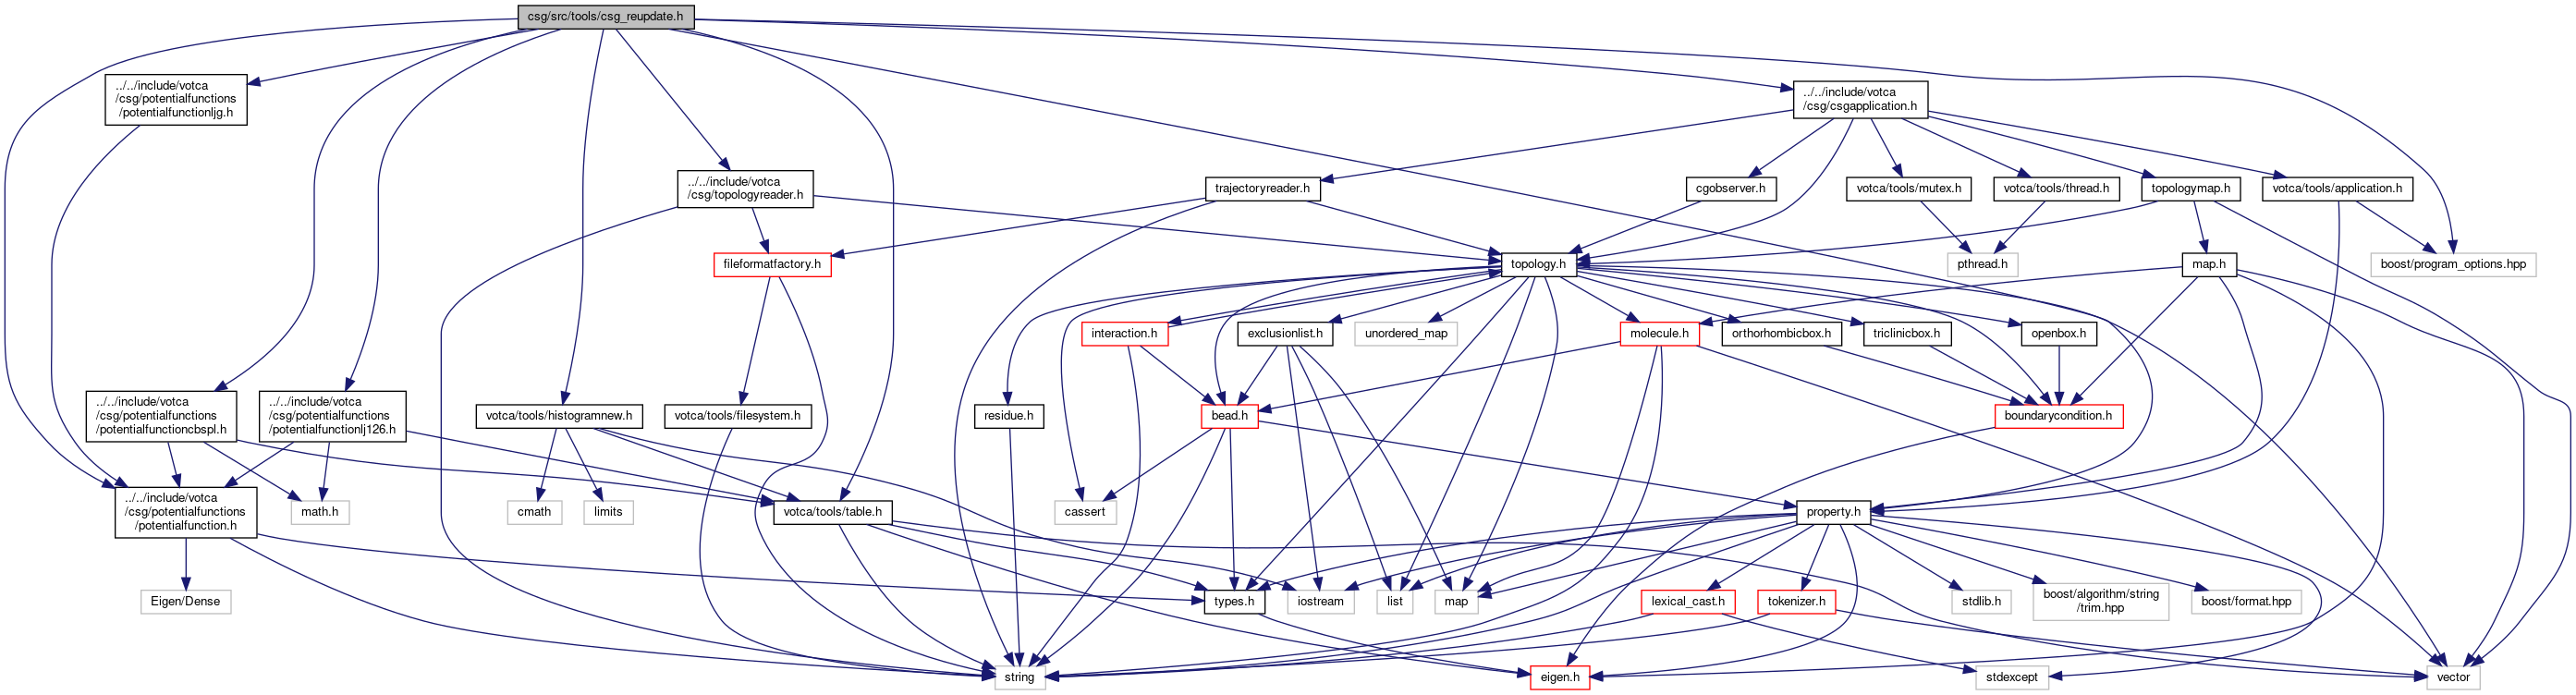 csg/src/tools/csg_reupdate.h
../../include/votca
/csg/potentialfunctions
/potentialfunctionljg.h
../../include/votca
/csg/csgapplication.h
../../include/votca
/csg/topologyreader.h
trajectoryreader.h
cgobserver.h
votca/tools/mutex.h
votca/tools/thread.h
topologymap.h
votca/tools/application.h
fileformatfactory.h
topology.h
pthread.h
map.h
boost/program_options.hpp
interaction.h
exclusionlist.h
unordered_map
molecule.h
orthorhombicbox.h
triclinicbox.h
openbox.h
../../include/votca
/csg/potentialfunctions
/potentialfunctioncbspl.h
../../include/votca
/csg/potentialfunctions
/potentialfunctionlj126.h
votca/tools/histogramnew.h
votca/tools/filesystem.h
residue.h
bead.h
boundarycondition.h
../../include/votca
/csg/potentialfunctions
/potentialfunction.h
math.h
cmath
limits
votca/tools/table.h
cassert
property.h
Eigen/Dense
types.h
iostream
list
map
lexical_cast.h
tokenizer.h
stdlib.h
boost/algorithm/string
/trim.hpp
boost/format.hpp
string
eigen.h
stdexcept
vector